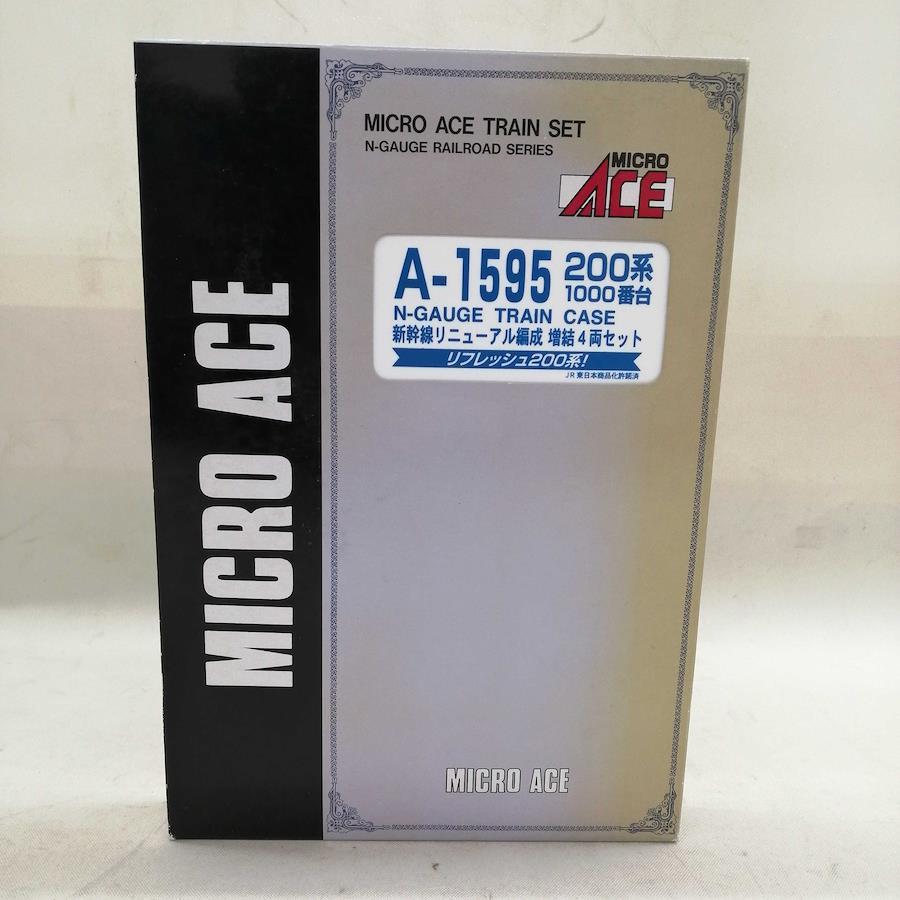 MICRO ACE
MICRO ACE TRAIN SET
N-GAUGE RAILROAD SERIES
MICRO
ACE
A-1595 200系
1000番台
N-GAUGE TRAIN CASE
新幹線リニューアル編成 増結4両セット
リフレッシュ200系!
JR東日本商品化許諾済
MICRO ACE